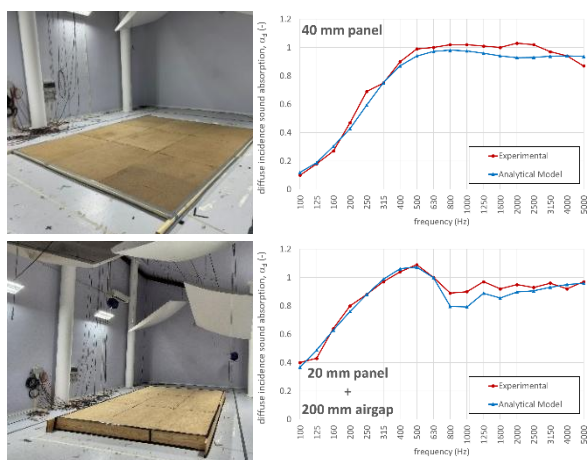 40 mm panel
diffuse incidence sound absorption, αd (-)
1.2
1
0.8
0.6
0.4
0.2
0
100 125 160 200 250 315 400 500 630 800 1000 1250 1600 2000 2500 3150 4000 5000
frequency (Hz)
Experimental
Analytical Model
diffuse incidence sound absorption, αd (-)
1.2
1
0.8
0.6
0.4
0.2
0
20 mm panel
+
200 mm airgap
100 125 160 200 250 315 400 500 630 800 1000 1250 1600 2000 2500 3150 4000 5000
frequency (Hz)
Experimental
Analytical Model